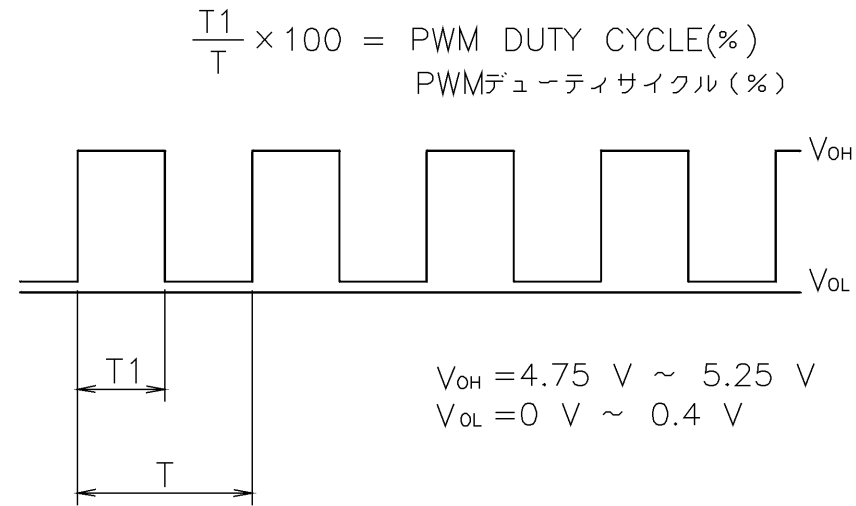 T1
― × 100 = PWM DUTY CYCLE(%)
T
PWMデューティサイクル(%)
VOH
VOL
T1
VOH =4.75 V ~ 5.25 V
VOL =0 V ~ 0.4 V
T